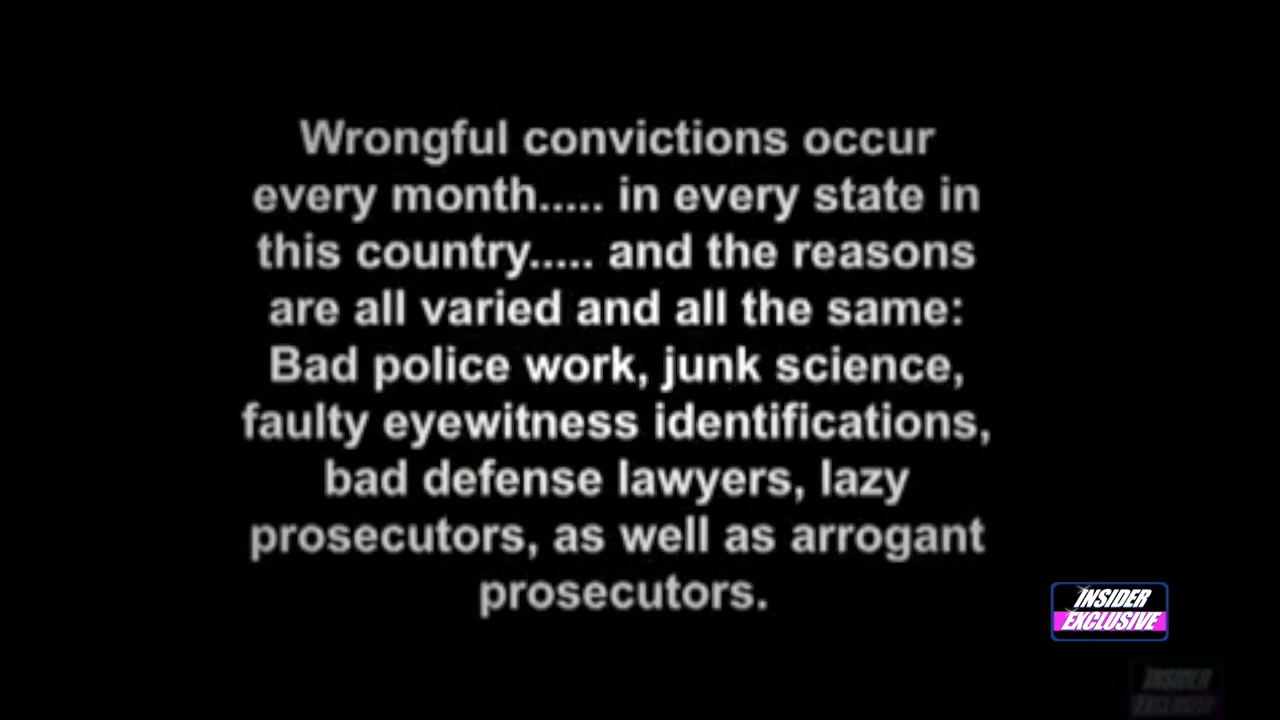 Wrongful convictions occur
every month..... in every state in
this country..... and the reasons
are all varied and all the same:
Bad police work, junk science,
faulty eyewitness identifications,
bad defense lawyers, lazy
prosecutors, as well as arrogant
prosecutors.
INSIDER
EXCLUSIVE
INSIDER
EXCLUSIVE